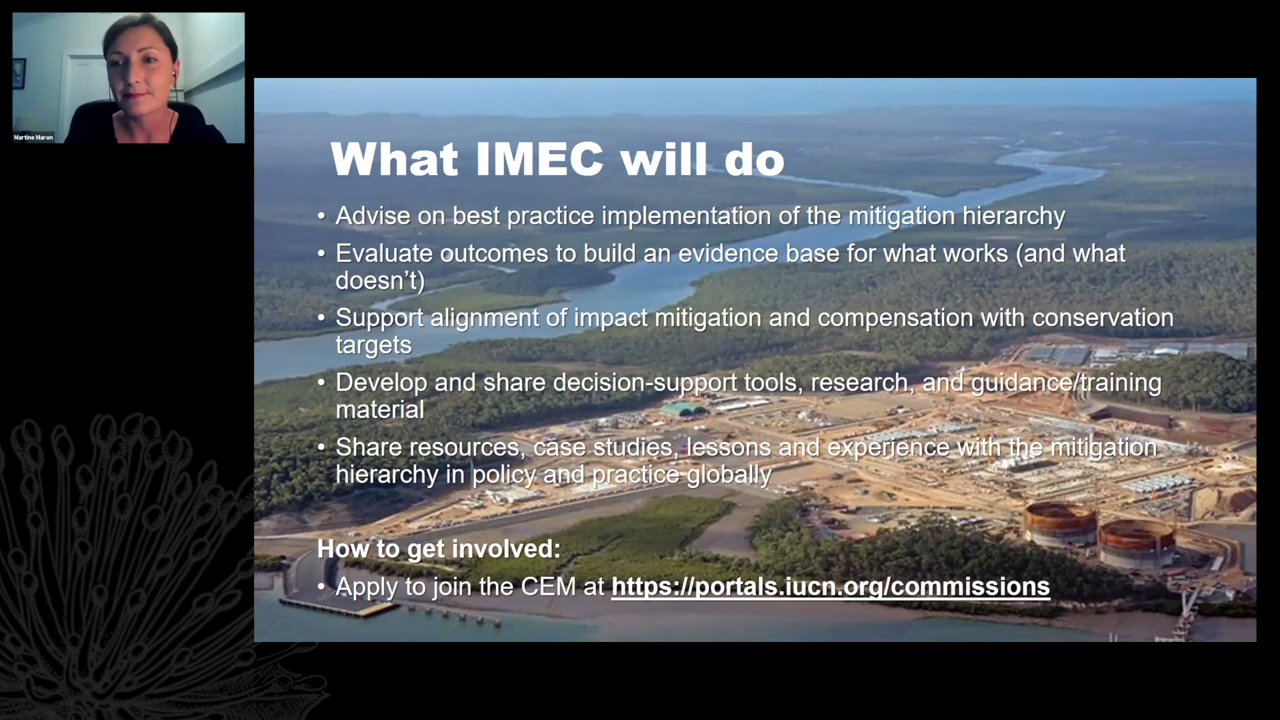 Martine Maron
What IMEC will do
• Advise on best practice implementation of the mitigation hierarchy
• Evaluate outcomes to build an evidence base for what works (and what
doesn’t)
• Support alignment of impact mitigation and compensation with conservation
targets
• Develop and share decision-support tools, research, and guidance/training
material
• Share resources, case studies, lessons and experience with the mitigation
hierarchy in policy and practice globally
How to get involved:
• Apply to join the CEM at https://portals.iucn.org/commissions